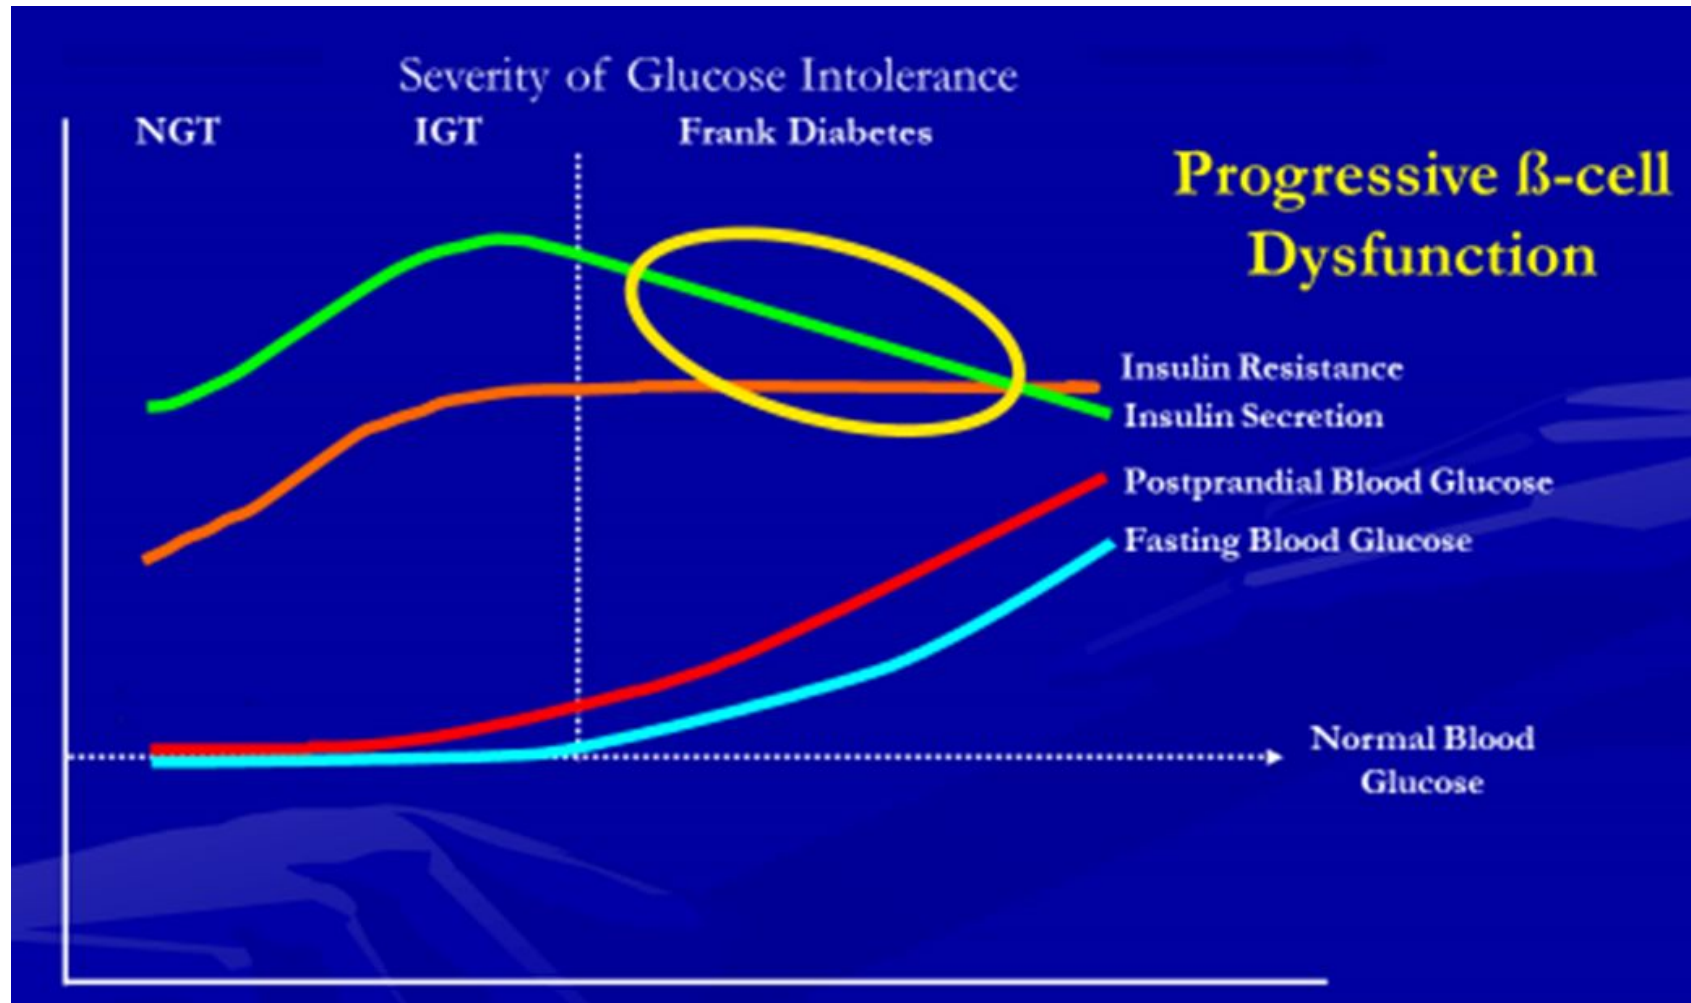 Severity of Glucose Intolerance
NGT IGT Frank Diabetes
Progressive ß-cell
Dysfunction
Insulin Resistance
Insulin Secretion
Postprandial Blood Glucose
Fasting Blood Glucose
Normal Blood
Glucose